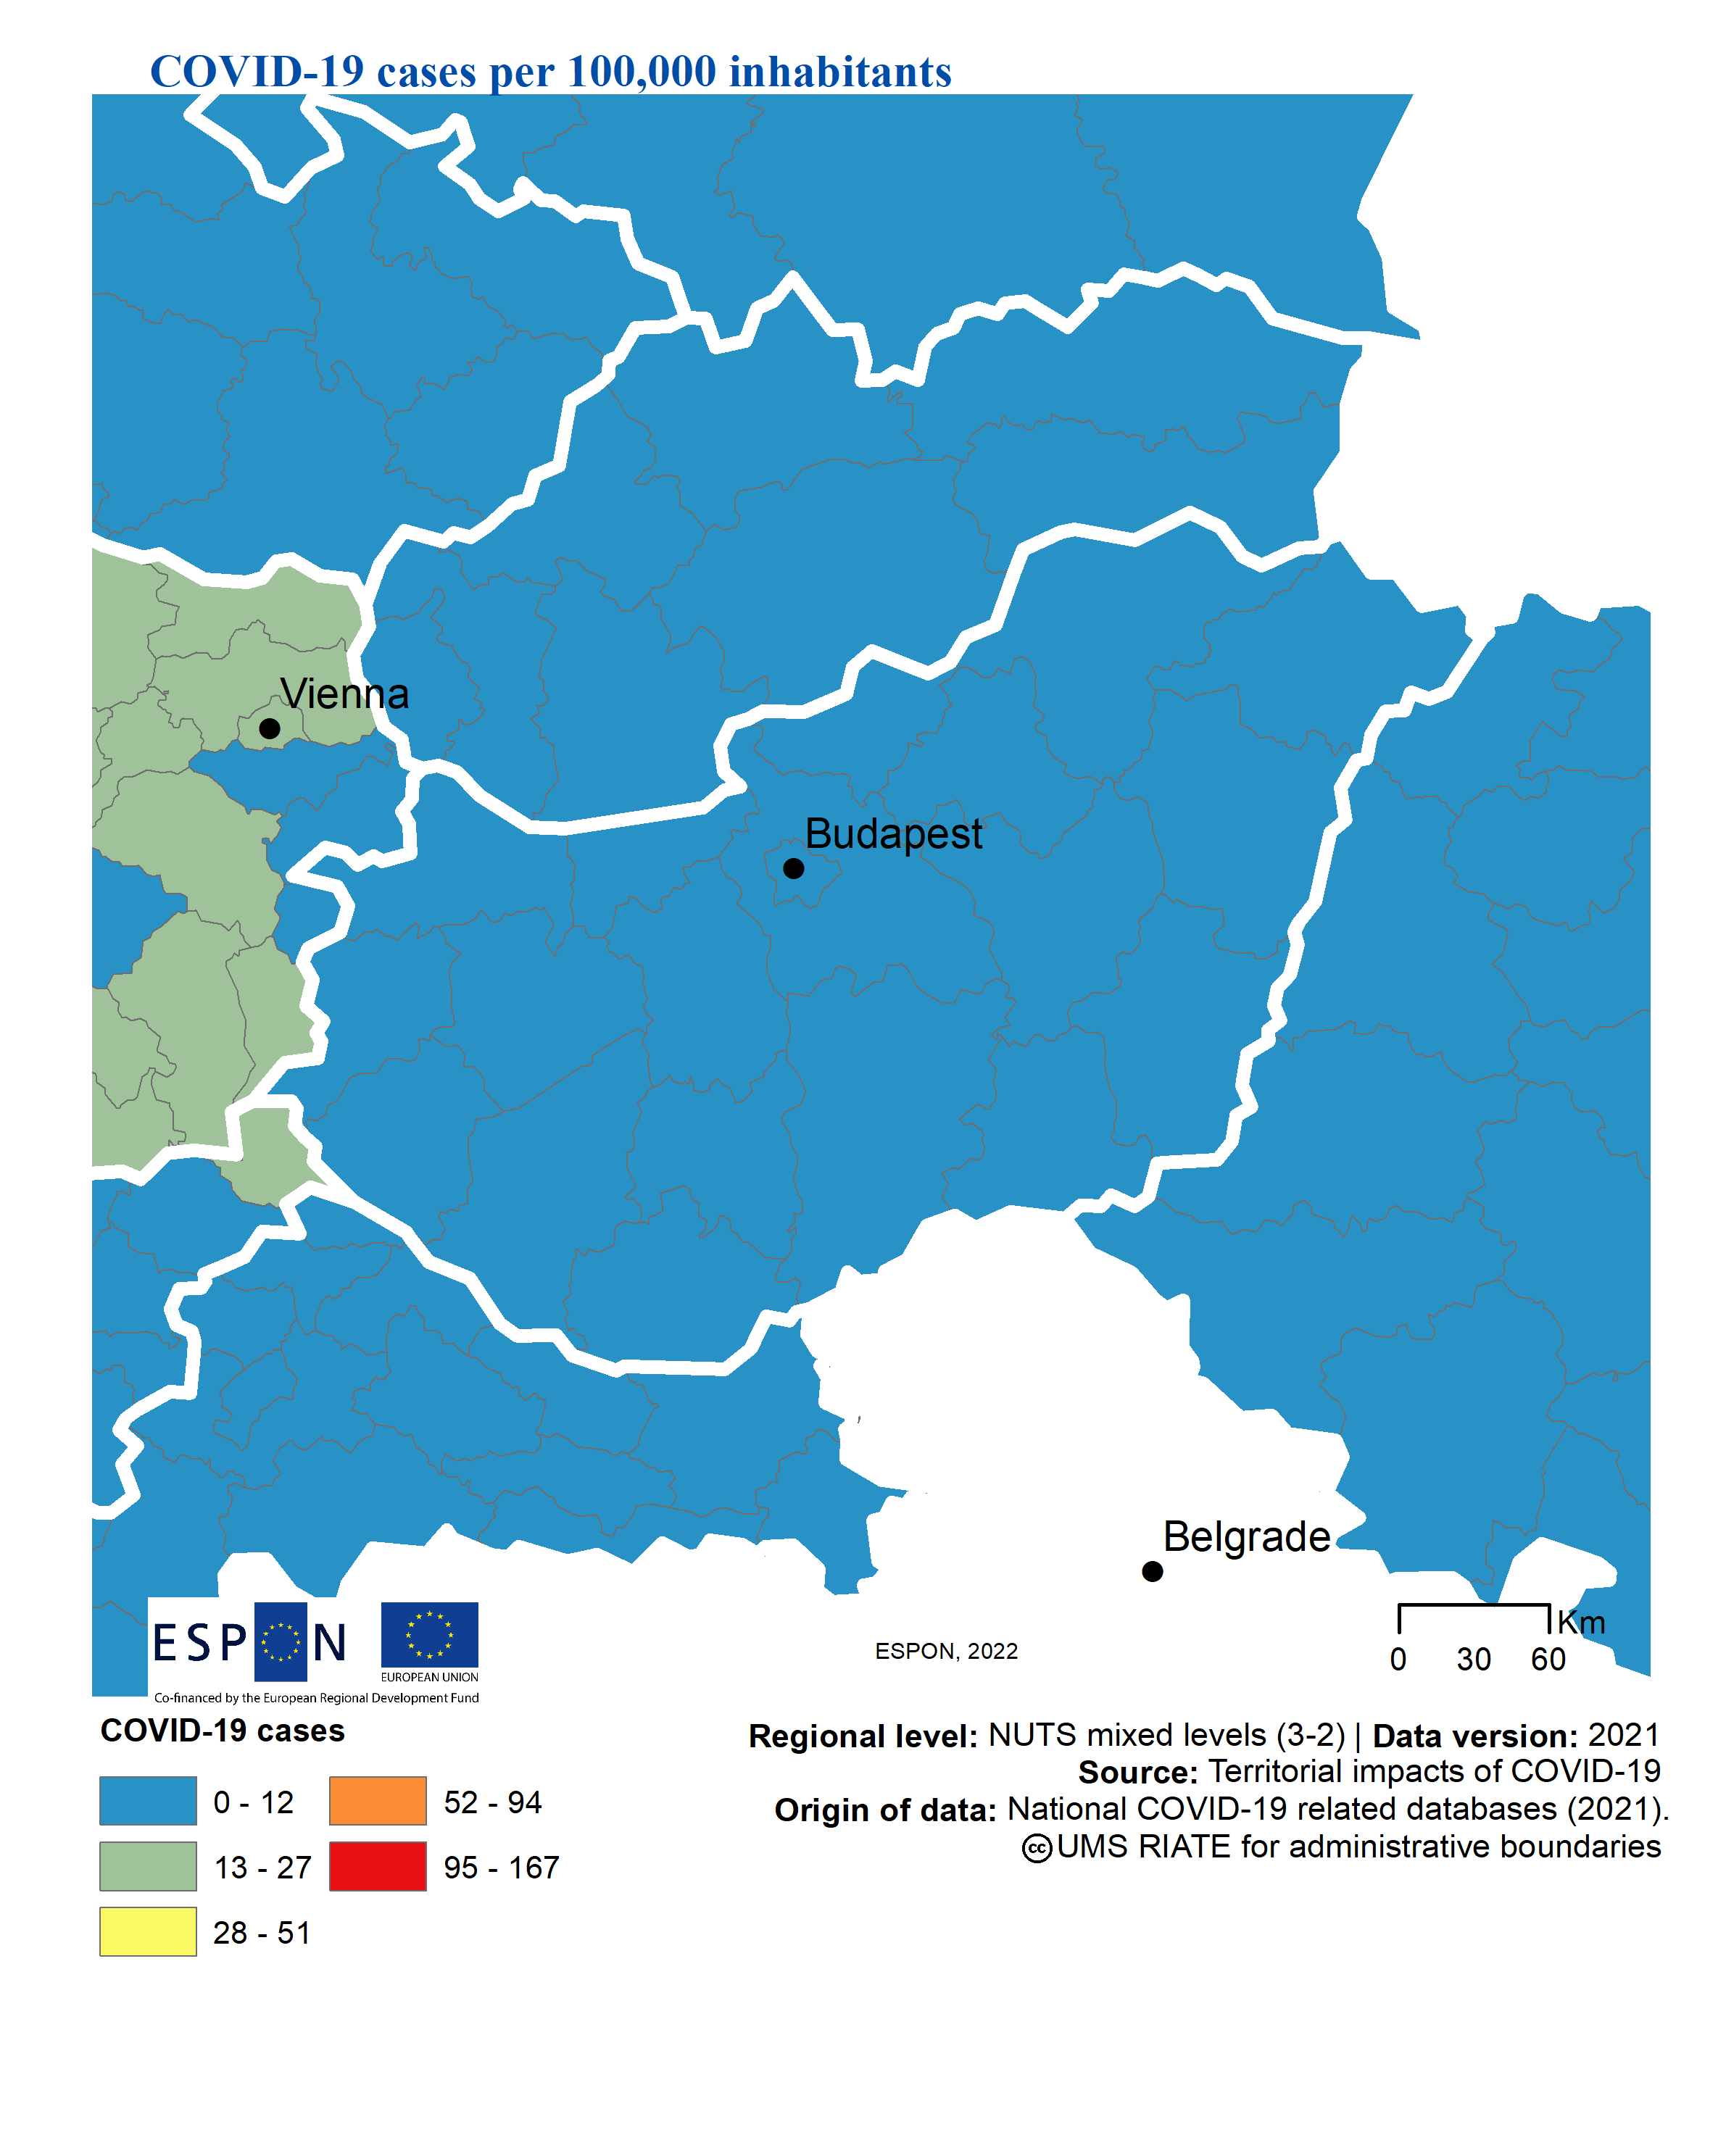 COVID-19 cases per 100,000 inhabitants
Vienna
Budapest
Belgrade
ESPON
EUROPEAN UNION
Co-financed by the European Regional Development Fund
ESPON, 2022
Km
0 30 60
COVID-19 cases
0 - 12
13 - 27
28 - 51
52 - 94
95 - 167
Regional level: NUTS mixed levels (3-2) | Data version: 2021
Source: Territorial impacts of COVID-19
Origin of data: National COVID-19 related databases (2021).
cc UMS RIATE for administrative boundaries